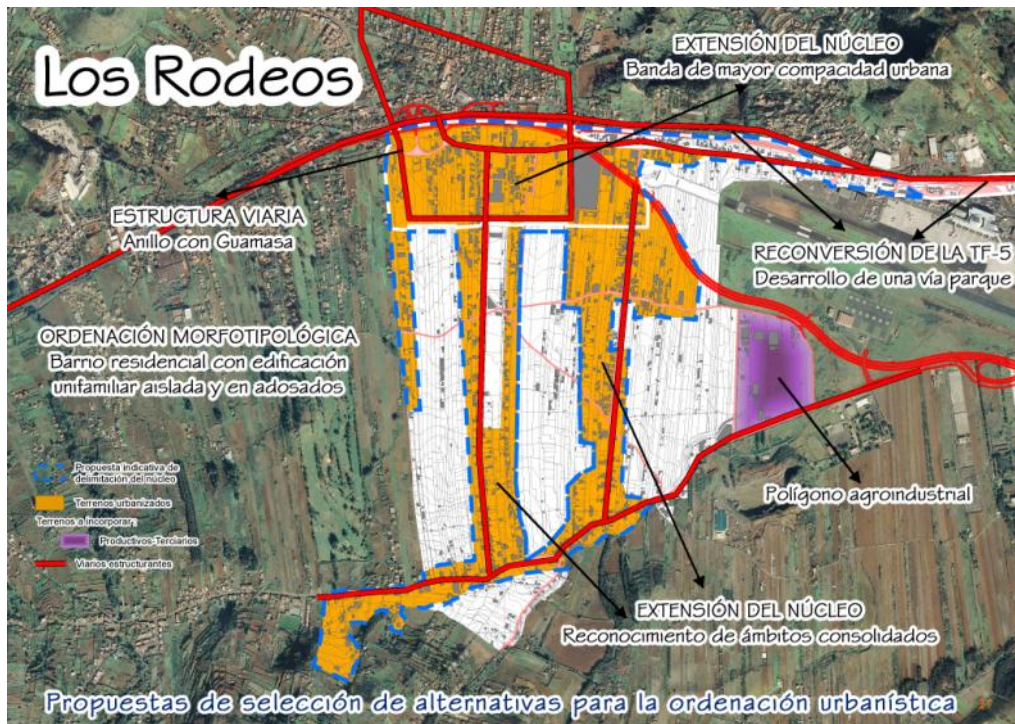 Los Rodeos
EXTENSIÓN DEL NÚCLEO
Banda de mayor compacidad urbana
ESTRUCTURA VIARIA
Anillo con Guamasa
RECONVERSIÓN DE LA TF-5
Desarrollo de una vía parque
ORDENACIÓN MORFOTIPOLÓGICA
Barrio residencial con edificación
unifamiliar aislada y en adosados
Propuesta indicativa de
delimitación del núcleo
Terrenos urbanizados
Terrenos a incorporar:
Productivos-Terciarios
Viarios estructurantes
Polígono agroindustrial
EXTENSIÓN DEL NÚCLEO
Reconocimiento de ámbitos consolidados
Propuestas de selección de alternativas para la ordenación urbanística